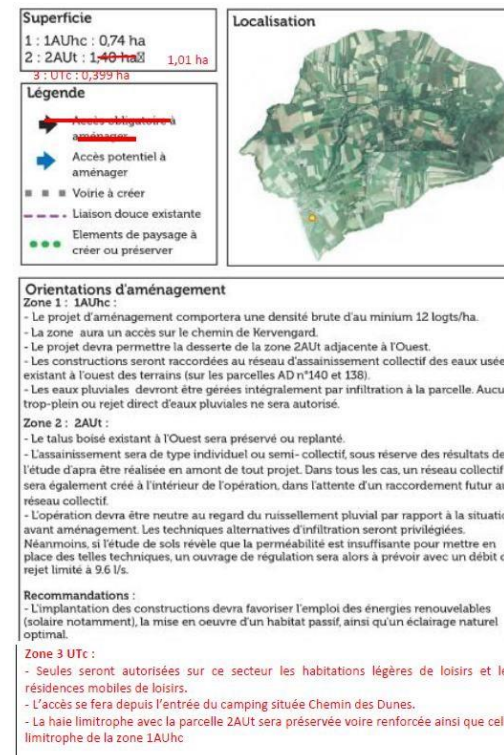 Superficie
1 : 1AUhc : 0,74 ha
2 : 2AUt : 1,40 ha 1,01 ha
3 : UTc : 0,399 ha
Légende
Accès obligatoire à
aménager
Accès potentiel à
aménager
Voirie à créer
Liaison douce existante
Elements de paysage à
créer ou préserver
Localisation
Orientations d'aménagement
Zone 1 : 1AUhc :
- Le projet d'aménagement comportera une densité brute d'au minium 12 logts/ha.
- La zone aura un accès sur le chemin de Kervengard.
- Le projet devra permettre la desserte de la zone 2AUt adjacente à l'Ouest.
- Les constructions seront raccordées au réseau d'assainissement collectif des eaux usée
existant à l'ouest des terrains (sur les parcelles AD n°140 et 138).
- Les eaux pluviales devront être gérées intégralement par infiltration à la parcelle. Aucu
trop-plein ou rejet direct d'eaux pluviales ne sera autorisé.
Zone 2 : 2AUt :
- Le talus boisé existant à l'Ouest sera préservé ou replanté.
- L'assainissement sera de type individuel ou semi- collectif, sous réserve des résultats de
l'étude d'apra être réalisée en amont de tout projet. Dans tous les cas, un réseau collectif
sera également créé à l'intérieur de l'opération, dans l'attente d'un raccordement futur au
réseau collectif.
- L'opération devra être neutre au regard du ruissellement pluvial par rapport à la situatio
avant aménagement. Les techniques alternatives d'infiltration seront privilégiées.
Néanmoins, si l'étude de sols révèle que la perméabilité est insuffisante pour mettre en
place des telles techniques, un ouvrage de régulation sera alors à prévoir avec un débit d
rejet limité à 9.6 l/s.
Recommandations :
- L'implantation des constructions devra favoriser l'emploi des énergies renouvelables
(solaire notamment), la mise en oeuvre d'un habitat passif, ainsi qu'un éclairage naturel
optimal.
Zone 3 UTc :
- Seules seront autorisées sur ce secteur les habitations légères de loisirs et le
résidences mobiles de loisirs.
- L'accès se fera depuis l'entrée du camping située Chemin des Dunes.
- La haie limitrophe avec la parcelle 2AUt sera préservée voire renforcée ainsi que cel
limitrophe de la zone 1AUhc